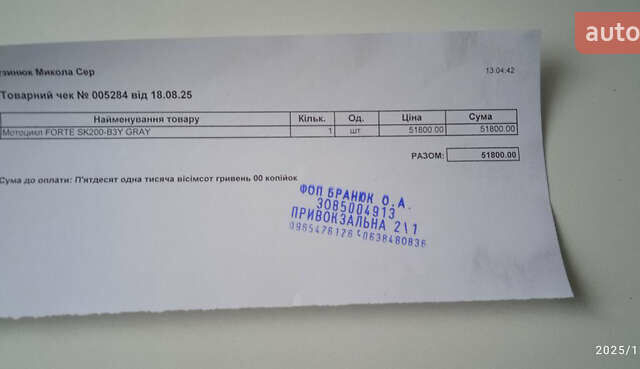 auto
узинюк Микола Сер
13:04:42
Товарний чек № 005284 від 18.08.25
Найменування товару Кільк. Од. Ціна Сума
Мотоцикл FORTE SK200-B3Y GRAY 1 шт. 51800.00 51800.00
РАЗОМ: 51800.00
Сума до оплати: П'ятдесят одна тисяча вісімсот гривень 00 копійок
ФОП БРАНЮК О.А.
3085004913
ПРИВОКЗАЛЬНА 2\1
0965476126 0638480836
2025/1